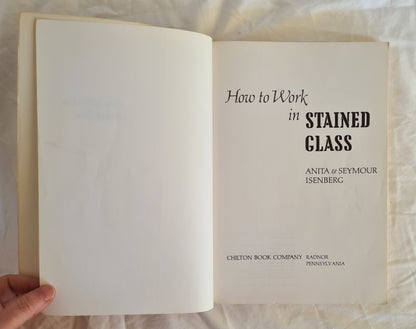 How to Work
in STAINED
GLASS
ANITA & SEYMOUR
ISENBERG
CHILTON BOOK COMPANY RADNOR
PENNSYLVANIA